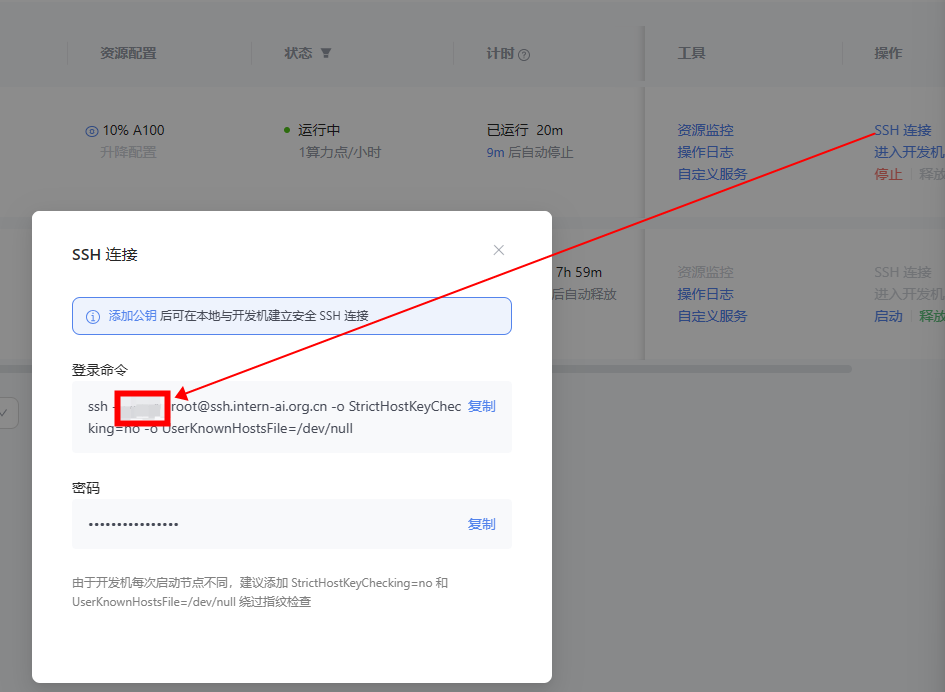 资源配置 状态 计时 工具 操作
10% A100 运行中 已运行 20m 资源监控 SSH 连接
升降配置 1算力点/小时 9m 后自动停止 操作日志 进入开发机
自定义服务 停止 释放
SSH 连接
7h 59m 资源监控 SSH 连接
后自动释放 操作日志 进入开发机
自定义服务 启动 释放
添加公钥 后可在本地与开发机建立安全 SSH 连接
登录命令
ssh root@ssh.intern-ai.org.cn -o StrictHostKeyChec 复制
king=no -o UserKnownHostsFile=/dev/null
密码
•••••••••••••••• 复制
由于开发机每次启动节点不同，建议添加 StrictHostKeyChecking=no 和
UserKnownHostsFile=/dev/null 绕过指纹检查